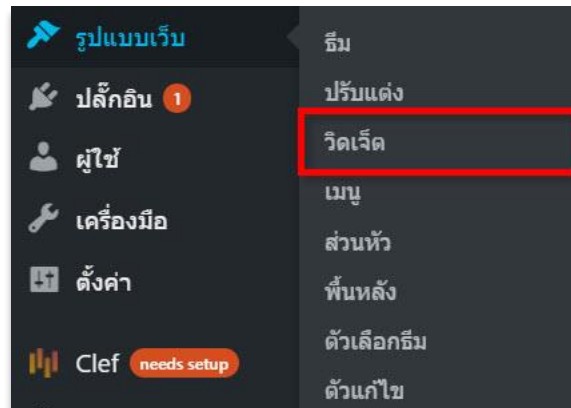 รูปแบบเว็บ
ปลั๊กอิน 1
ผู้ใช้
เครื่องมือ
ตั้งค่า
Clef needs setup
ธีม
ปรับแต่ง
วิดเจ็ด
เมนู
ส่วนหัว
พื้นหลัง
ตัวเลือกธีม
ตัวแก้ไข